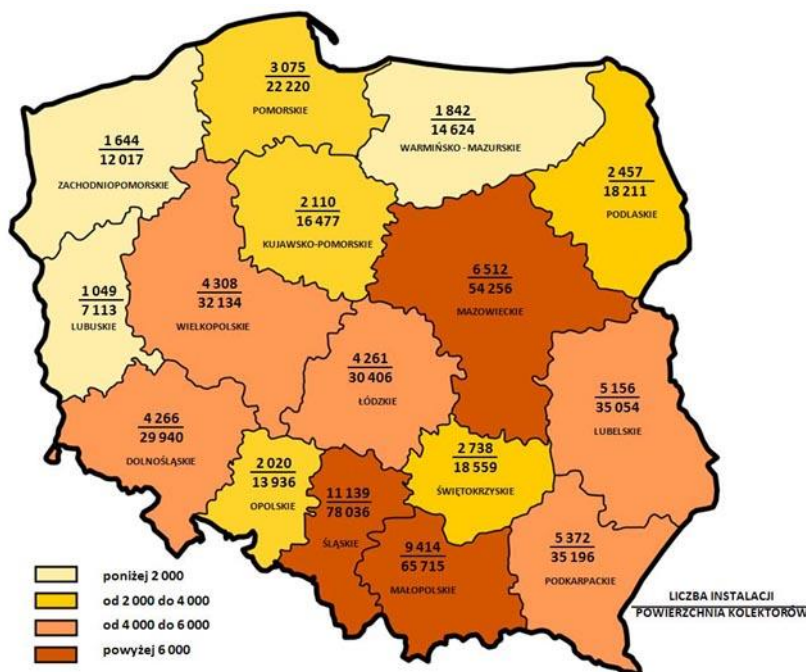 3 075
22 220
POMORSKIE
1 842
14 624
WARMIŃSKO - MAZURSKIE
1 644
12 017
ZACHODNIOPOMORSKIE
2 457
18 211
PODLASKIE
2 110
16 477
KUJAWSKO-POMORSKIE
6 512
54 256
MAZOWIECKIE
1 049
7 113
LUBUSKIE
4 308
32 134
WIELKOPOLSKIE
4 261
30 406
ŁÓDZKIE
5 156
35 054
LUBELSKIE
4 266
29 940
DOLNOŚLĄSKIE
2 020
13 936
OPOLSKIE
11 139
78 036
ŚLĄSKIE
2 738
18 559
ŚWIĘTOKRZYSKIE
9 414
65 715
MAŁOPOLSKIE
5 372
35 196
PODKARPACKIE
poniżej 2 000
od 2 000 do 4 000
od 4 000 do 6 000
powyżej 6 000
LICZBA INSTALACJI
POWIERZCHNIA KOLEKTORÓW